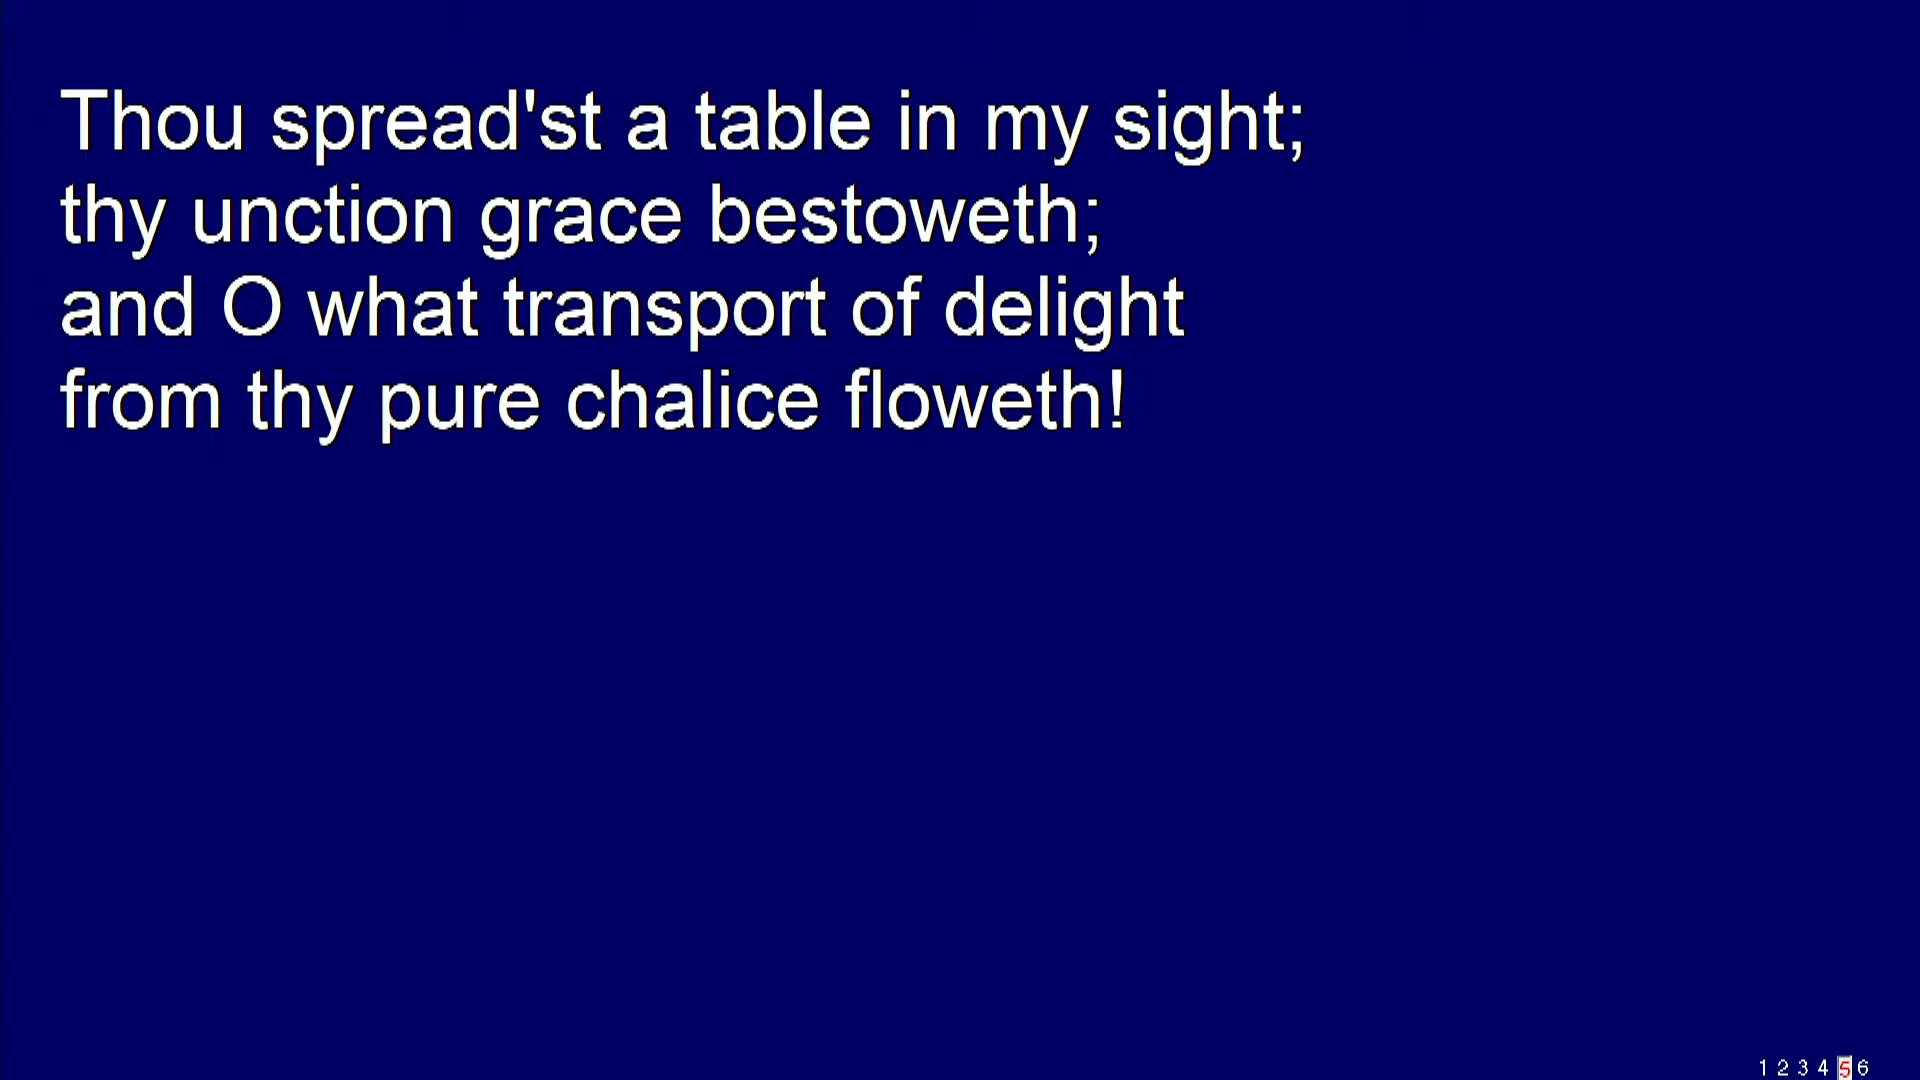 Thou spread'st a table in my sight;
thy unction grace bestoweth;
and O what transport of delight
from thy pure chalice floweth!
1 2 3 4 5 6